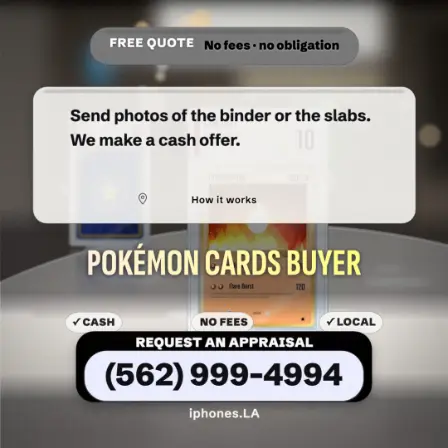 FREE QUOTE No fees · no obligation
Send photos of the binder or the slabs.
We make a cash offer.
How it works
10
POKÉMON CARDS BUYER
✓CASH NO FEES ✓LOCAL
REQUEST AN APPRAISAL
(562) 999-4994
iphones.LA